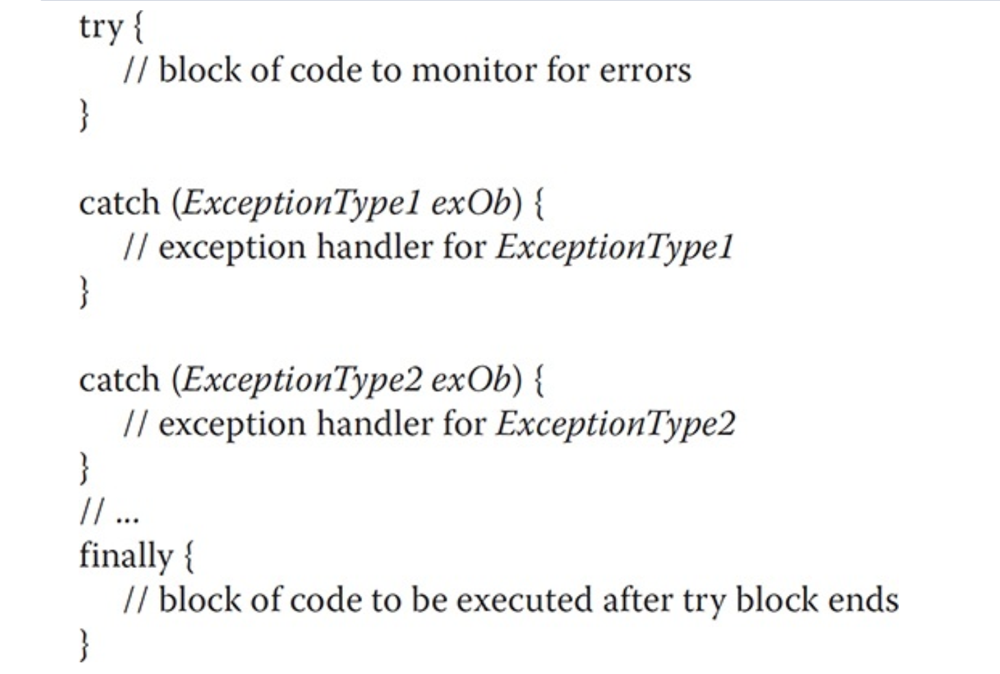 try {
// block of code to monitor for errors
}
catch (ExceptionType1 exOb) {
// exception handler for ExceptionType1
}
catch (ExceptionType2 exOb) {
// exception handler for ExceptionType2
}
// ...
finally {
// block of code to be executed after try block ends
}